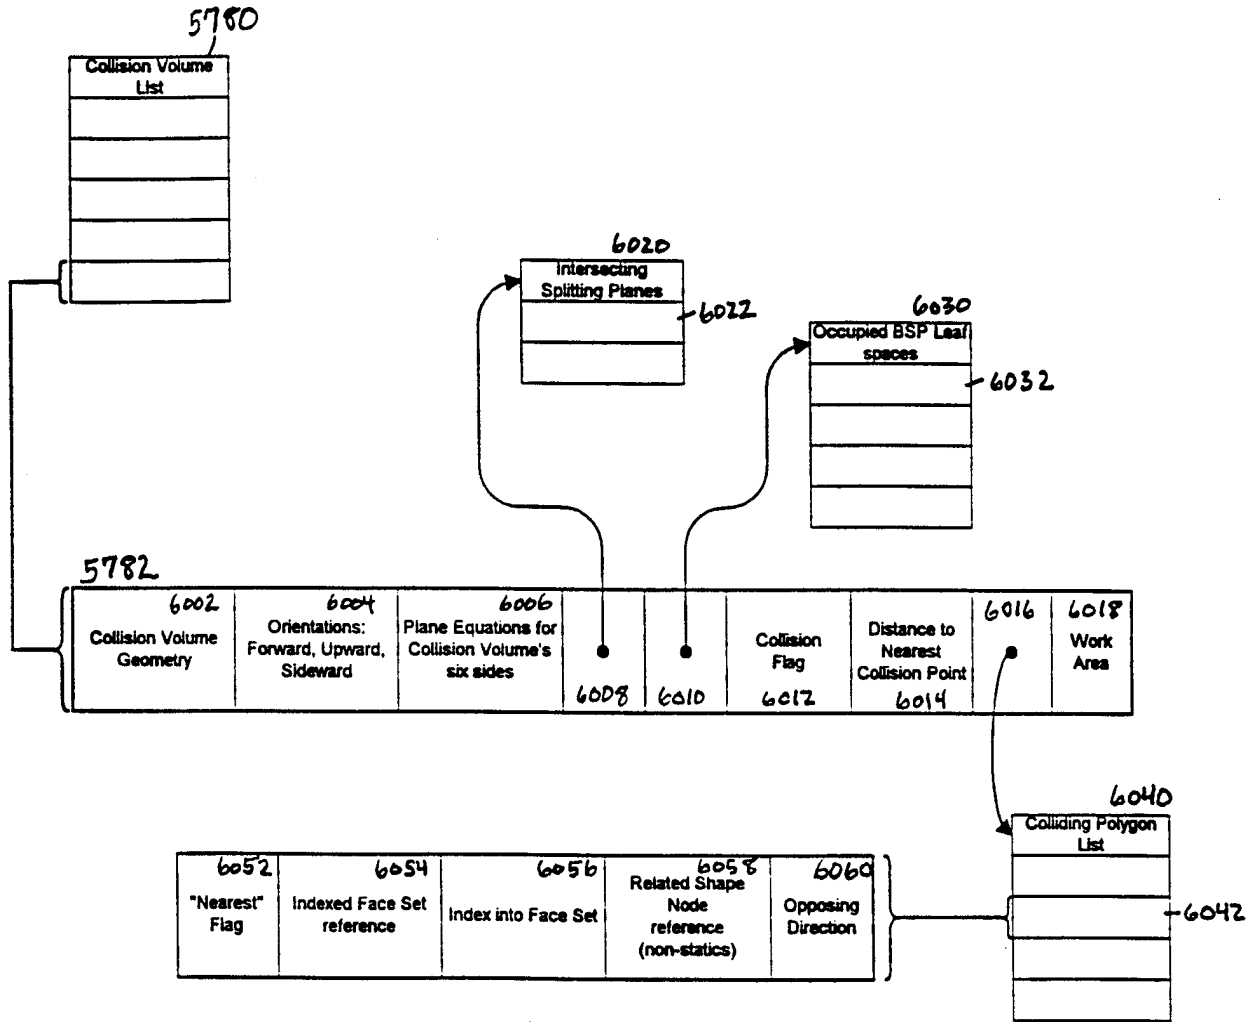 5780
Collision Volume
List
6020
Intersecting
Splitting Planes
6022
6030
Occupied BSP Leaf
spaces
6032
5782
6002
Collision Volume
Geometry
6004
Orientations:
Forward, Upward,
Sideward
6006
Plane Equations for
Collision Volume's
six sides
6008
6010
Collision
Flag
6012
Distance to
Nearest
Collision Point
6014
6016
6018
Work
Area
6040
Colliding Polygon
List
6042
6052
"Nearest"
Flag
6054
Indexed Face Set
reference
6056
Index into Face Set
6058
Related Shape
Node
reference
(non-statics)
6060
Opposing
Direction